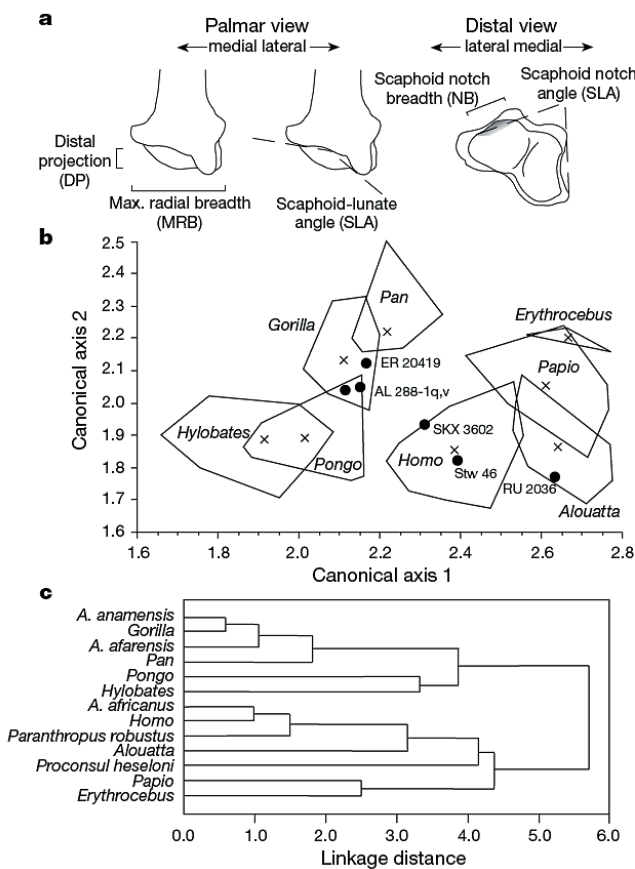 a
Palmar view
medial lateral
Distal view
lateral medial
Scaphoid notch
breadth (NB)
Scaphoid notch
angle (SLA)
Distal
projection
(DP)
Max. radial breadth
(MRB)
Scaphoid-lunate
angle (SLA)
b
Canonical axis 2
2.5
2.4
2.3
2.2
2.1
2.0
1.9
1.8
1.7
1.6
Pan
Gorilla
Erythrocebus
ER 20419
Papio
AL 288-1q,v
Hylobates
SKX 3602
Pongo
Homo
Stw 46
RU 2036
Alouatta
1.6 1.8 2.0 2.2 2.4 2.6 2.8
Canonical axis 1
c
A. anamensis
Gorilla
A. afarensis
Pan
Pongo
Hylobates
A. africanus
Homo
Paranthropus robustus
Alouatta
Proconsul heseloni
Papio
Erythrocebus
0.0 1.0 2.0 3.0 4.0 5.0 6.0
Linkage distance